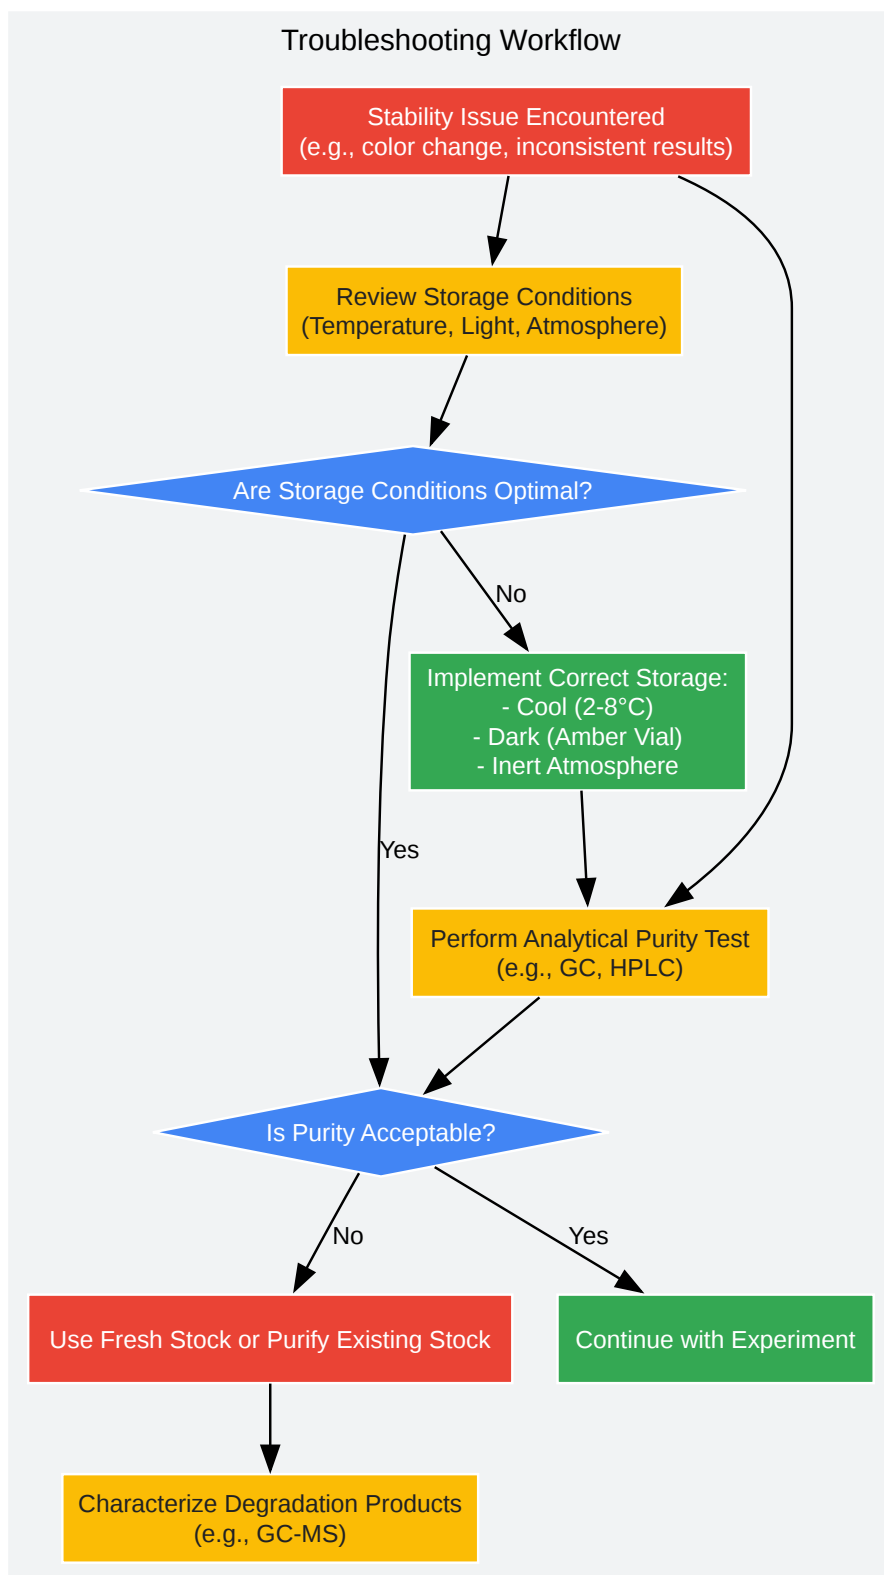 Troubleshooting Workflow
Stability Issue Encountered
(e.g., color change, inconsistent results)
Review Storage Conditions
(Temperature, Light, Atmosphere)
Are Storage Conditions Optimal?
No
Implement Correct Storage:
- Cool (2-8°C)
- Dark (Amber Vial)
- Inert Atmosphere
Yes
Perform Analytical Purity Test
(e.g., GC, HPLC)
Is Purity Acceptable?
No
Yes
Use Fresh Stock or Purify Existing Stock
Continue with Experiment
Characterize Degradation Products
(e.g., GC-MS)